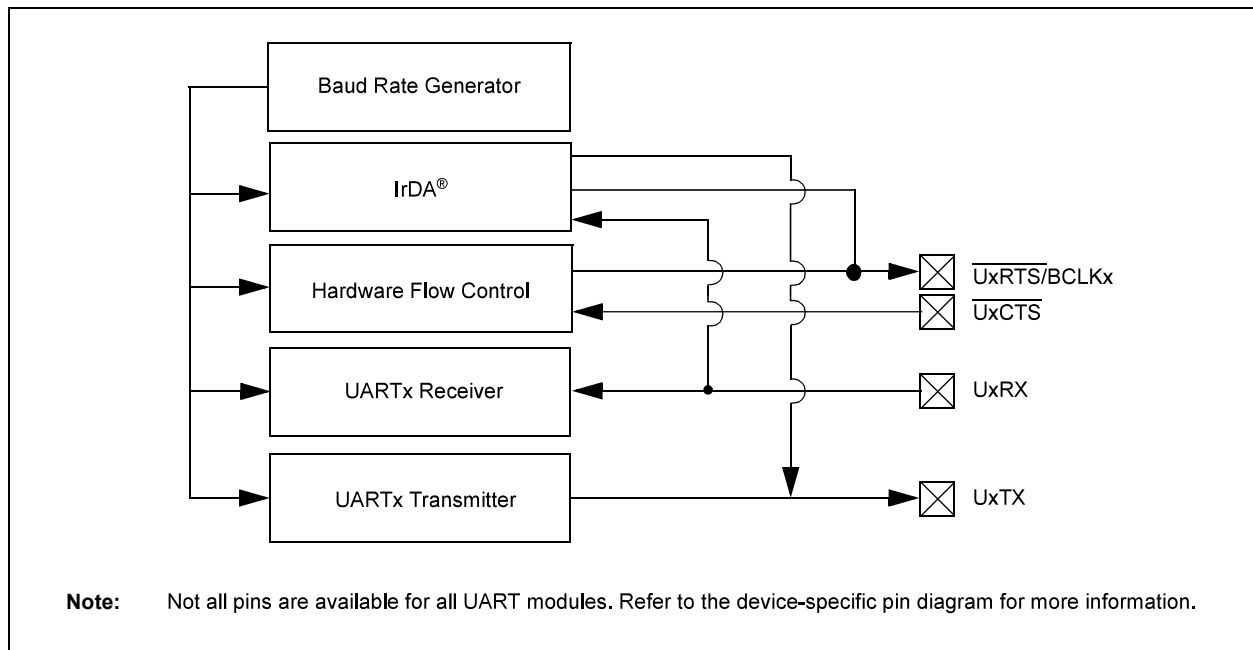 Baud Rate Generator
IrDA®
Hardware Flow Control
UxRTS/BCLKx
UxCTS
UARTx Receiver
UxRX
UARTx Transmitter
UxTX
Note: Not all pins are available for all UART modules. Refer to the device-specific pin diagram for more information.